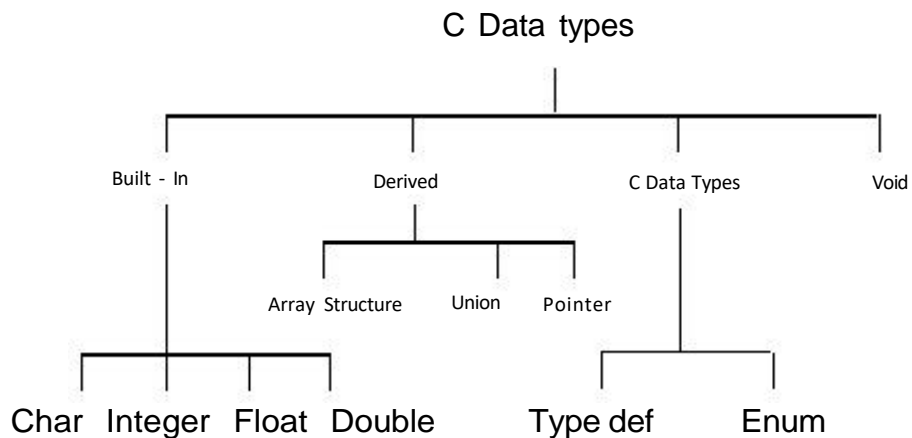 C Data types
Built - In Derived C Data Types Void
Array Structure Union Pointer
Char Integer Float Double Type def Enum